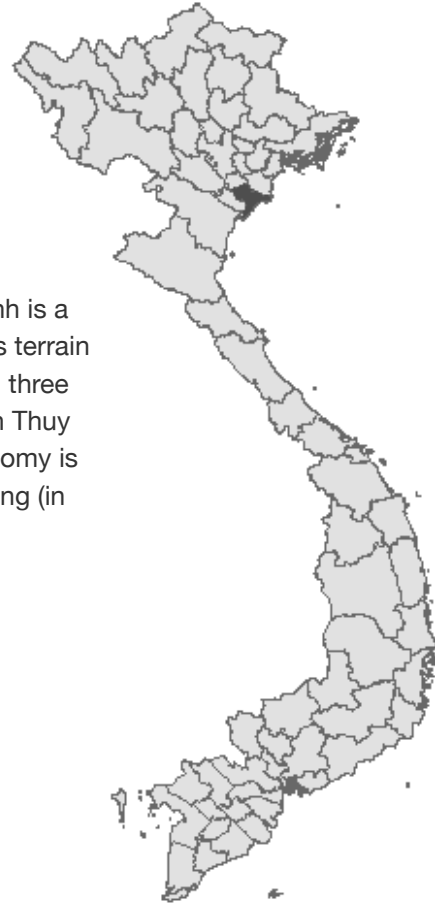 nh is a
s terrain
three
n Thuy
omy is
ng (in